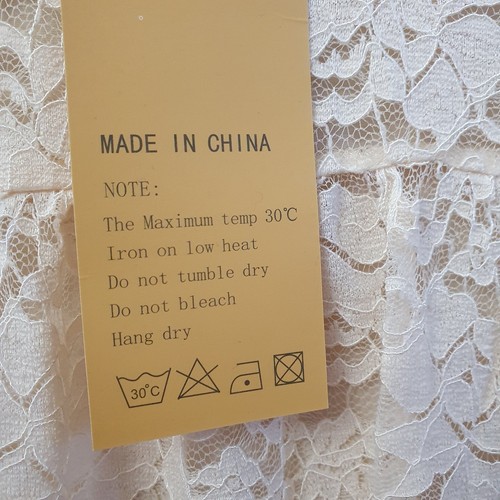 MADE IN CHINA
NOTE:
The Maximum temp 30℃
Iron on low heat
Do not tumble dry
Do not bleach
Hang dry
30℃